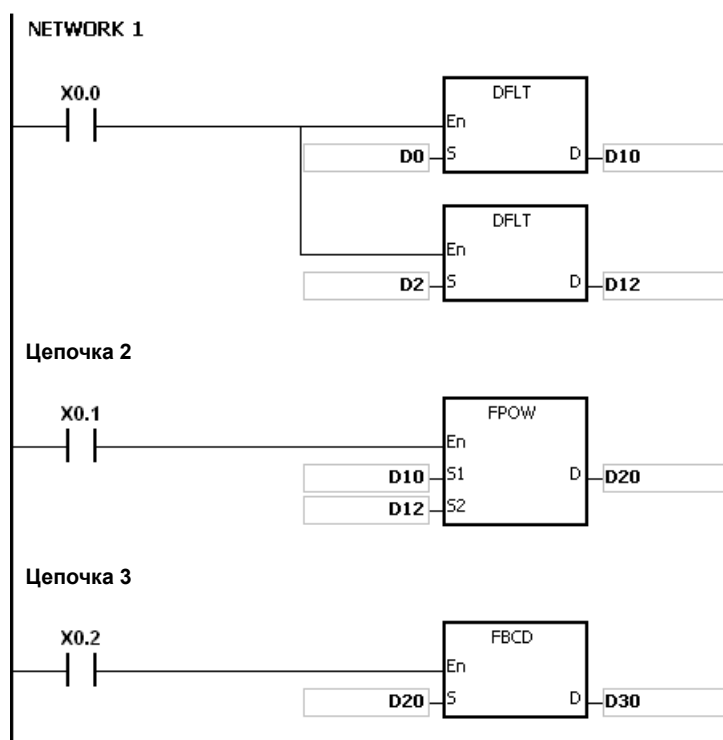 NETWORK 1
X0.0
DFLT
En
D0 S D D10
DFLT
En
D2 S D D12
Цепочка 2
X0.1
FPOW
En
D10 S1 D D20
D12 S2
Цепочка 3
X0.2
FBCD
En
D20 S D D30